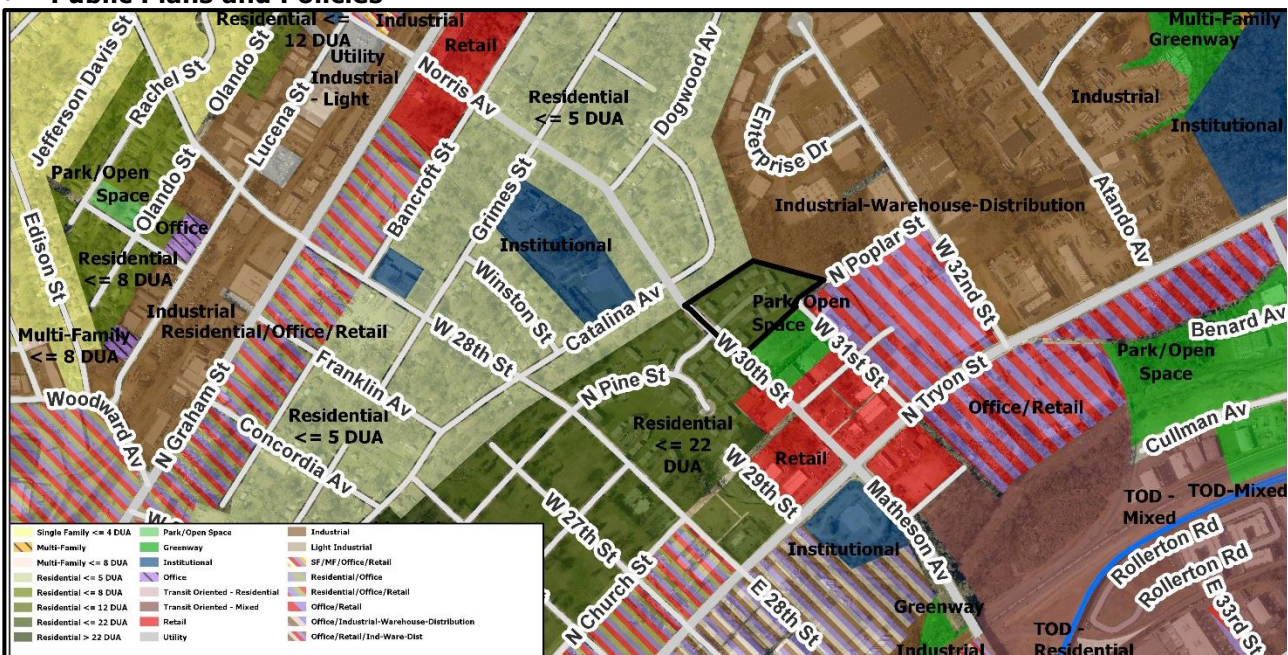 Public Plans and Policies
Jefferson Davis St
Rachel St
Orlando St
Residential <=
12 DUA
Industrial
Utility
Industrial
- Light
Lucena St
Retail
Norris Av
Residential
<= 5 DUA
Dogwood Av
Enterprise Dr
Multi-Family
Greenway
Industrial
Institutional
Atando Av
Park/Open
Space
Olando St
Office
Edison St
Residential
<= 8 DUA
Bancroft St
Grimes St
Institutional
Industrial-Warehouse-Distribution
N Poplar St
W 32nd St
Industrial
Residential/Office/Retail
Winston St
Catalina Av
Park/Open
Space
Multi-Family
<= 8 DUA
Woodward Av
N Graham St
Franklin Av
W 28th St
N Pine St
W 30th St
W 31st St
N Tryon St
Benard Av
Park/Open
Space
Cullman Av
Residential
<= 5 DUA
Concordia Av
Residential
<= 22
DUA
Office/Retail
W 29th St
Retail
Matheson Av
TOD -
Mixed
TOD-Mixed
Rollerton Rd
Rollerton Rd
E 33rd St
W 27th St
Institutional
N Church St
E 28th St
Greenway
Industrial
TOD -
Residential
Single Family <= 4 DUA
Multi-Family
Multi-Family <= 8 DUA
Residential <= 5 DUA
Residential <= 8 DUA
Residential <= 12 DUA
Residential <= 22 DUA
Residential > 22 DUA
Park/Open Space
Greenway
Institutional
Office
Transit Oriented - Residential
Transit Oriented - Mixed
Retail
Utility
Industrial
Light Industrial
SF/MF/Office/Retail
Residential/Office
Residential/Office/Retail
Office/Retail
Office/Industrial-Warehouse-Distribution
Office/Retail/Ind-Ware-Dist